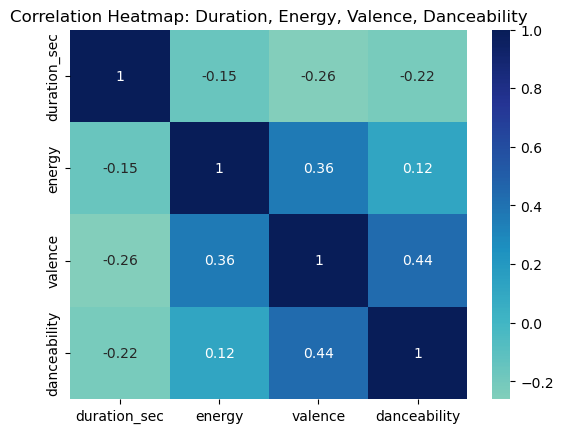 Correlation Heatmap: Duration, Energy, Valence, Danceability
duration_sec 1 -0.15 -0.26 -0.22
energy -0.15 1 0.36 0.12
valence -0.26 0.36 1 0.44
danceability -0.22 0.12 0.44 1
duration_sec energy valence danceability
1.0
0.8
0.6
0.4
0.2
0.0
−0.2